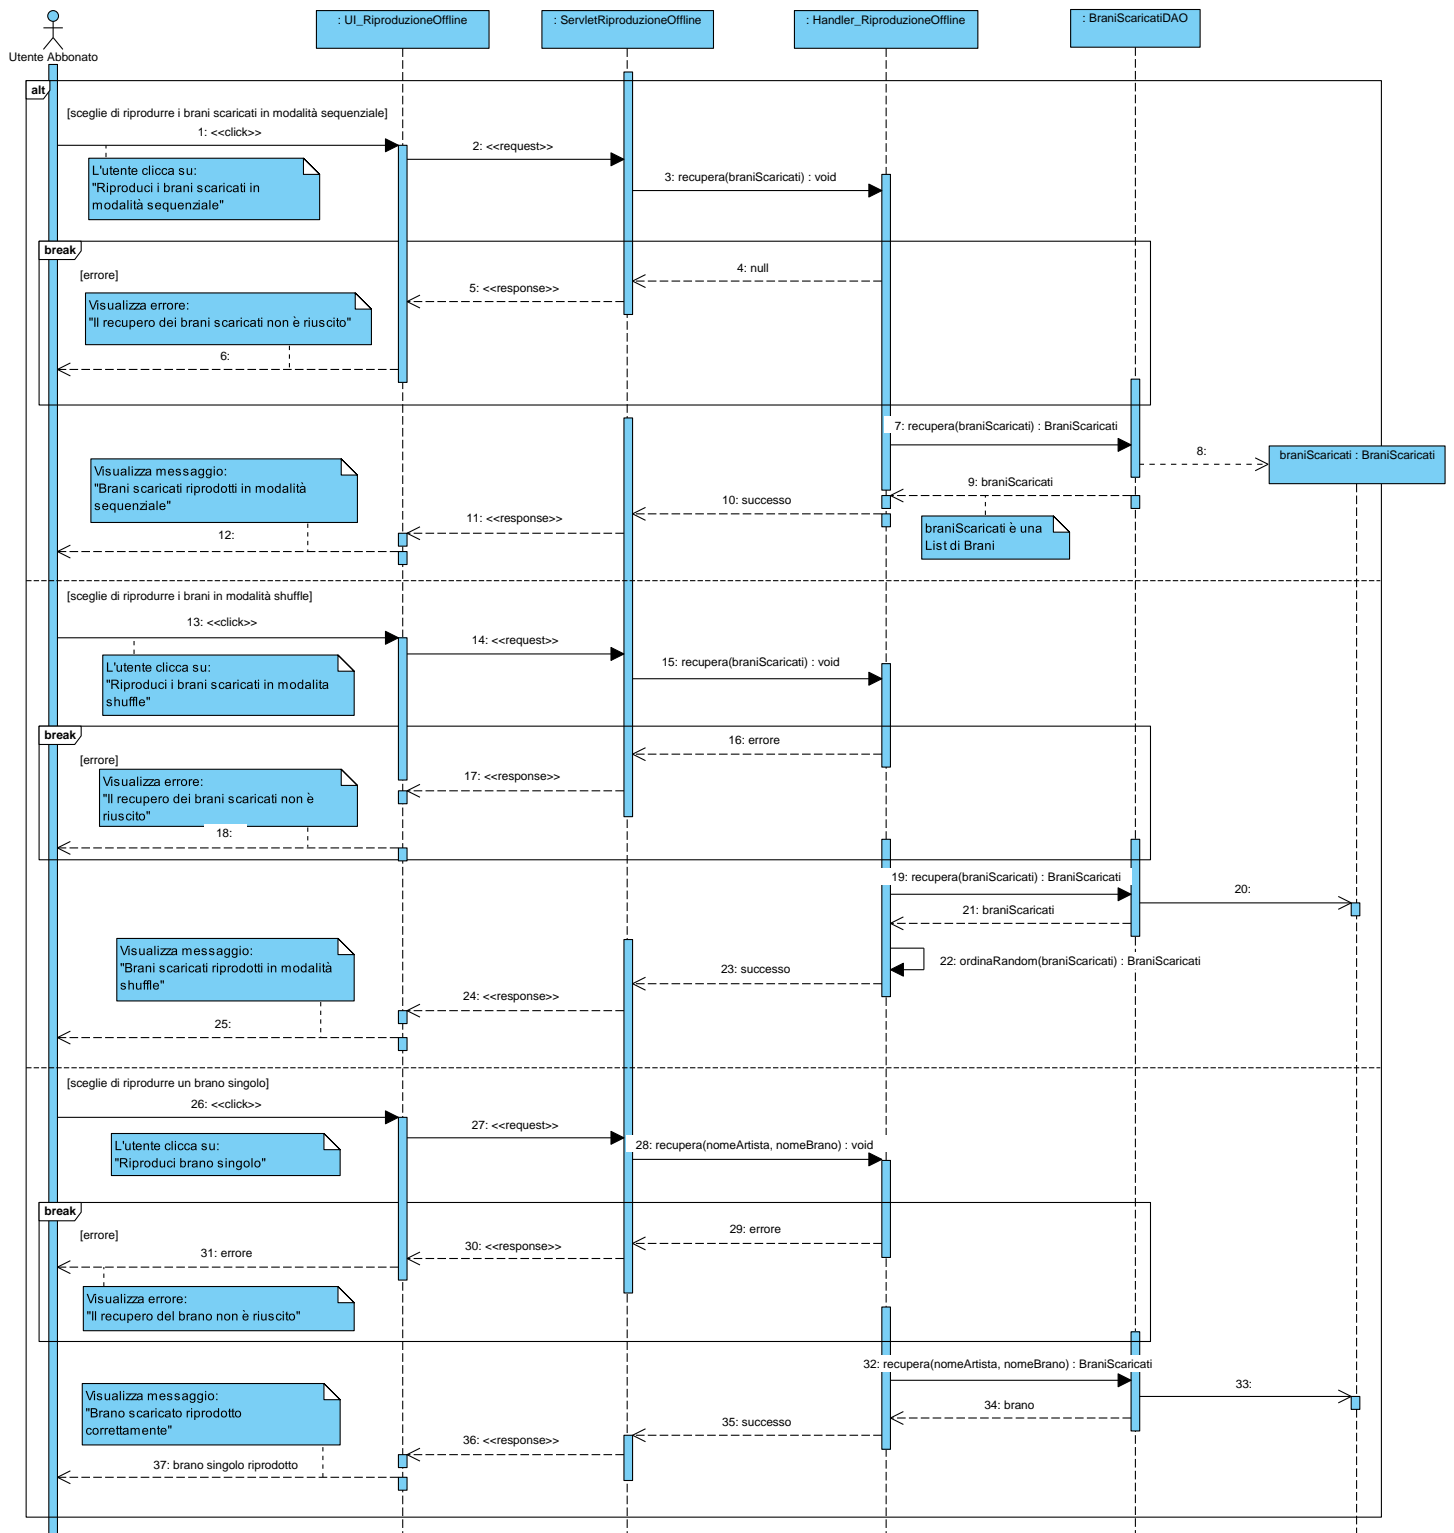 : UI_RiproduzioneOffline
: ServletRiproduzioneOffline
: Handler_RiproduzioneOffline
: BraniScaricatiDAO
Utente Abbonato
alt
[sceglie di riprodurre i brani scaricati in modalità sequenziale]
1: <<click>>
2: <<request>>
L'utente clicca su:
"Riproduci i brani scaricati in
modalità sequenziale"
3: recupera(braniScaricati) : void
break
[errore]
4: null
5: <<response>>
Visualizza errore:
"Il recupero dei brani scaricati non è riuscito"
6:
7: recupera(braniScaricati) : BraniScaricati
8:
braniScaricati : BraniScaricati
Visualizza messaggio:
"Brani scaricati riprodotti in modalità
sequenziale"
9: braniScaricati
10: successo
11: <<response>>
braniScaricati è una
List di Brani
12:
[sceglie di riprodurre i brani in modalità shuffle]
13: <<click>>
14: <<request>>
15: recupera(braniScaricati) : void
L'utente clicca su:
"Riproduci i brani scaricati in modalita
shuffle"
break
[errore]
16: errore
17: <<response>>
Visualizza errore:
"Il recupero dei brani scaricati non è
riuscito"
18:
19: recupera(braniScaricati) : BraniScaricati
20:
21: braniScaricati
Visualizza messaggio:
"Brani scaricati riprodotti in modalità
shuffle"
22: ordinaRandom(braniScaricati) : BraniScaricati
23: successo
24: <<response>>
25:
[sceglie di riprodurre un brano singolo]
26: <<click>>
27: <<request>>
L'utente clicca su:
"Riproduci brano singolo"
28: recupera(nomeArtista, nomeBrano) : void
break
[errore]
29: errore
30: <<response>>
31: errore
Visualizza errore:
"Il recupero del brano non è riuscito"
32: recupera(nomeArtista, nomeBrano) : BraniScaricati
33:
Visualizza messaggio:
"Brano scaricato riprodotto
correttamente"
34: brano
35: successo
36: <<response>>
37: brano singolo riprodotto